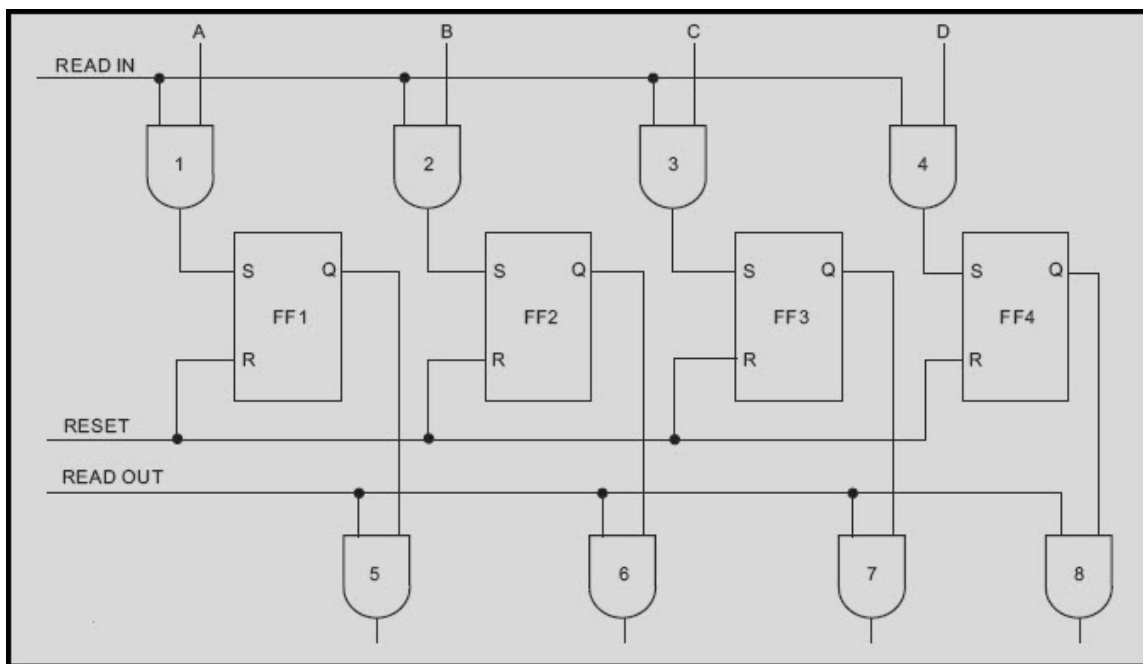 A B C D
READ IN
1 2 3 4
S Q S Q S Q S Q
FF1 FF2 FF3 FF4
R R R R
RESET
READ OUT
5 6 7 8